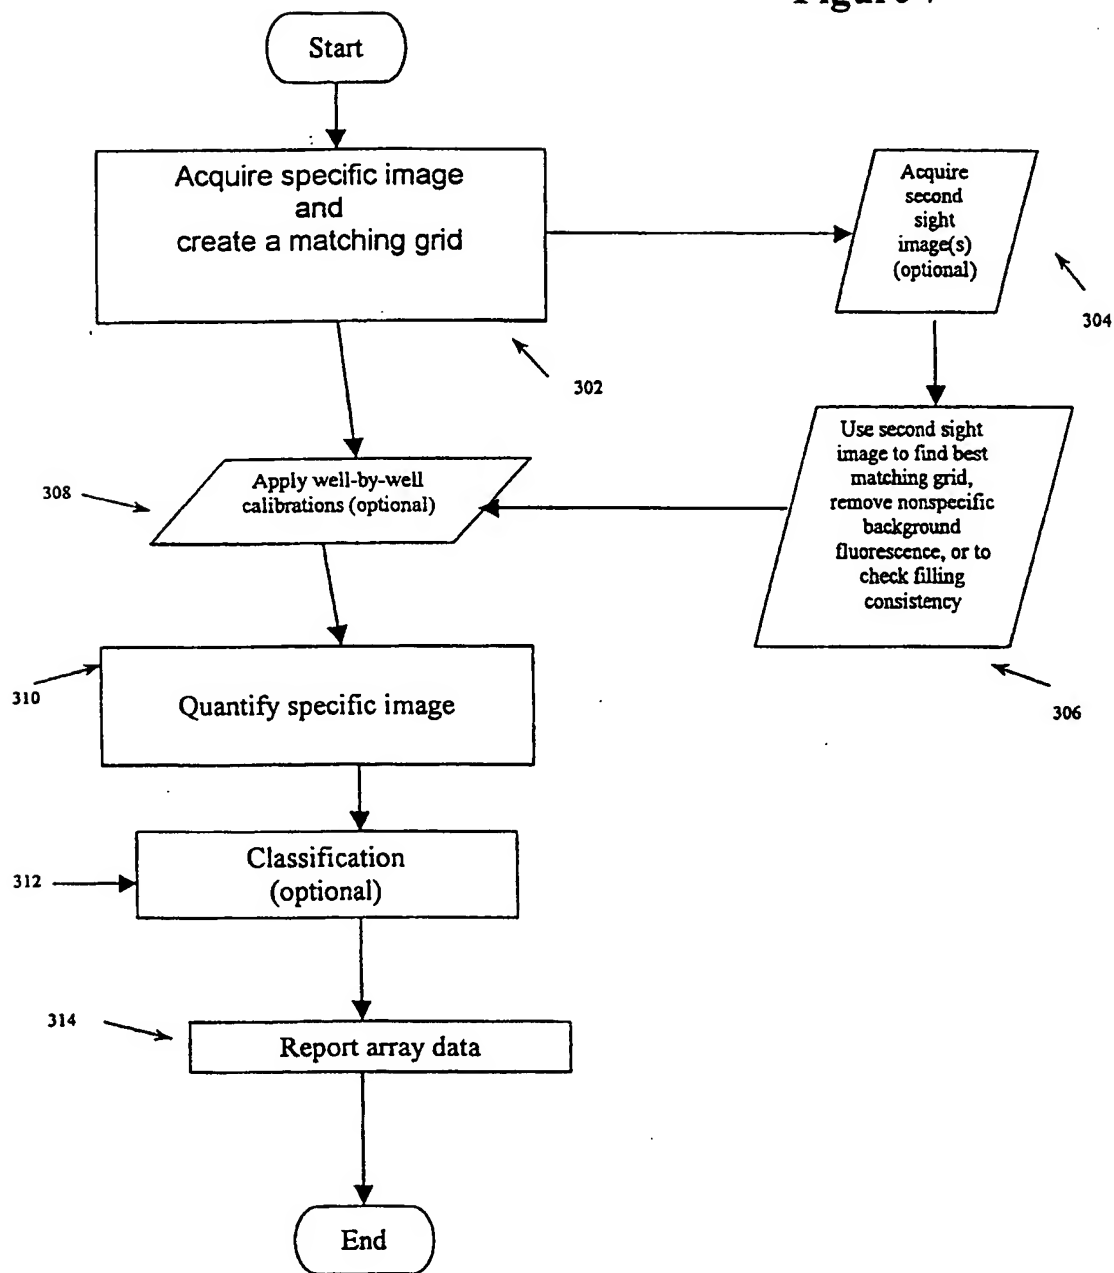 Start
Acquire specific image
and
create a matching grid
302
Acquire
second
sight
image(s)
(optional)
304
Use second sight
image to find best
matching grid,
remove nonspecific
background
fluorescence, or to
check filling
consistency
306
308
Apply well-by-well
calibrations (optional)
310
Quantify specific image
312
Classification
(optional)
314
Report array data
End